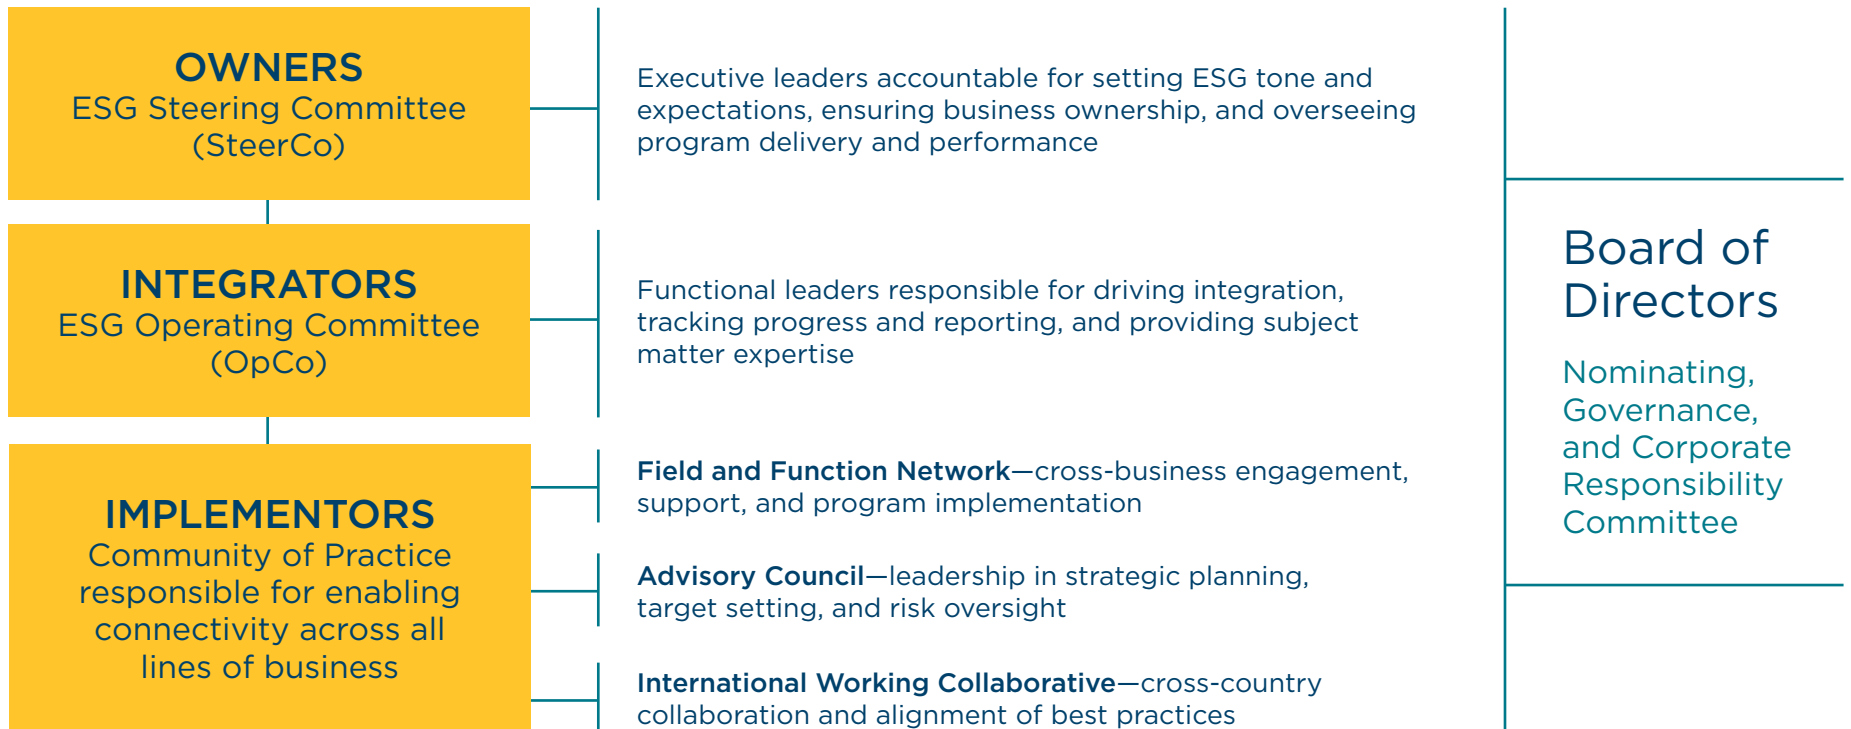 OWNERS
ESG Steering Committee
(SteerCo)
Executive leaders accountable for setting ESG tone and
expectations, ensuring business ownership, and overseeing
program delivery and performance
INTEGRATORS
ESG Operating Committee
(OpCo)
Functional leaders responsible for driving integration,
tracking progress and reporting, and providing subject
matter expertise
IMPLEMENTORS
Community of Practice
responsible for enabling
connectivity across all
lines of business
Field and Function Network—cross-business engagement,
support, and program implementation
Advisory Council—leadership in strategic planning,
target setting, and risk oversight
International Working Collaborative—cross-country
collaboration and alignment of best practices
Board of
Directors
Nominating,
Governance,
and Corporate
Responsibility
Committee